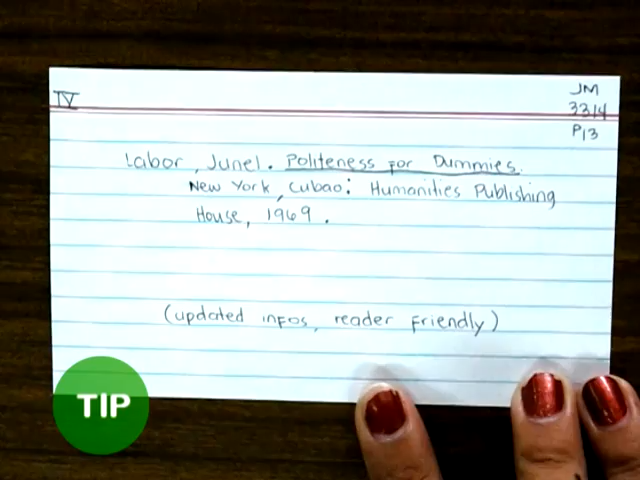 IV
JM
3314
P13
Labor, Junel. Politeness for Dummies.
New York, Cubao: Humanities Publishing
House, 1969.
(updated infos, reader friendly)
TIP